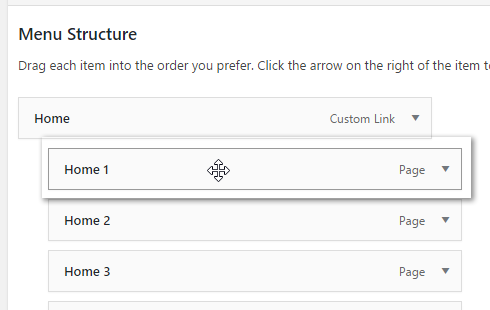 Menu Structure
Drag each item into the order you prefer. Click the arrow on the right of the item
Home Custom Link
Home 1 Page
Home 2 Page
Home 3 Page